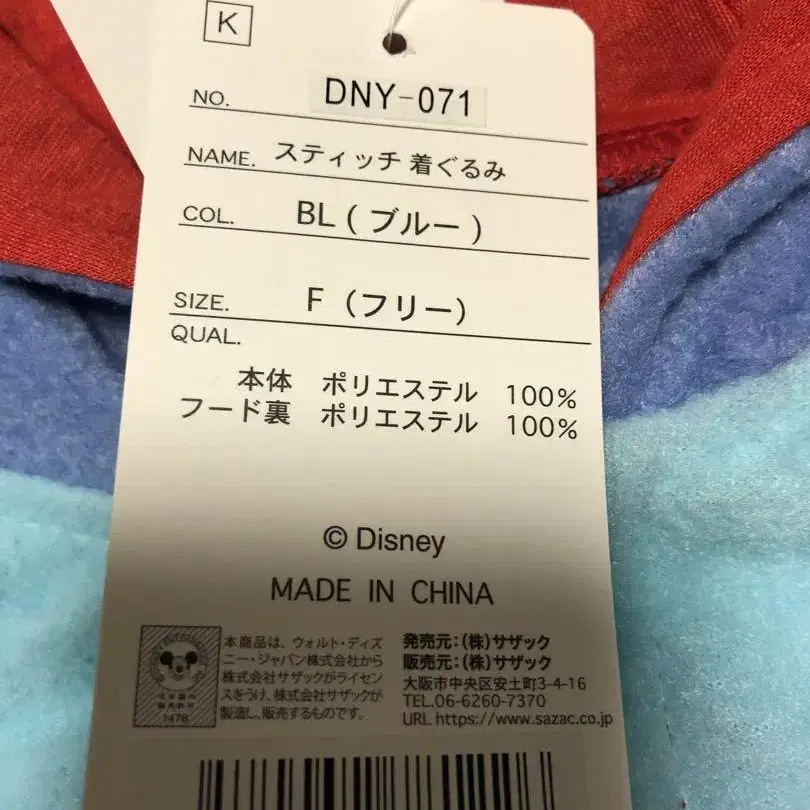 K
NO. DNY-071
NAME. スティッチ 着ぐるみ
COL. BL(ブルー)
SIZE. F (フリー)
QUAL.
本体 ポリエステル 100%
フード裏 ポリエステル 100%
© Disney
MADE IN CHINA
本商品は、ウォルト・ディズ
ニー・ジャパン株式会社から
株式会社サザックがライセン
スをうけ、株式会社サザックが
製造し、販売するものです。
1478
発売元:(株)サザック
販売元:(株)サザック
大阪市中央区安土町3-4-16
TEL.06-6260-7370
URL https://www.sazac.co.jp